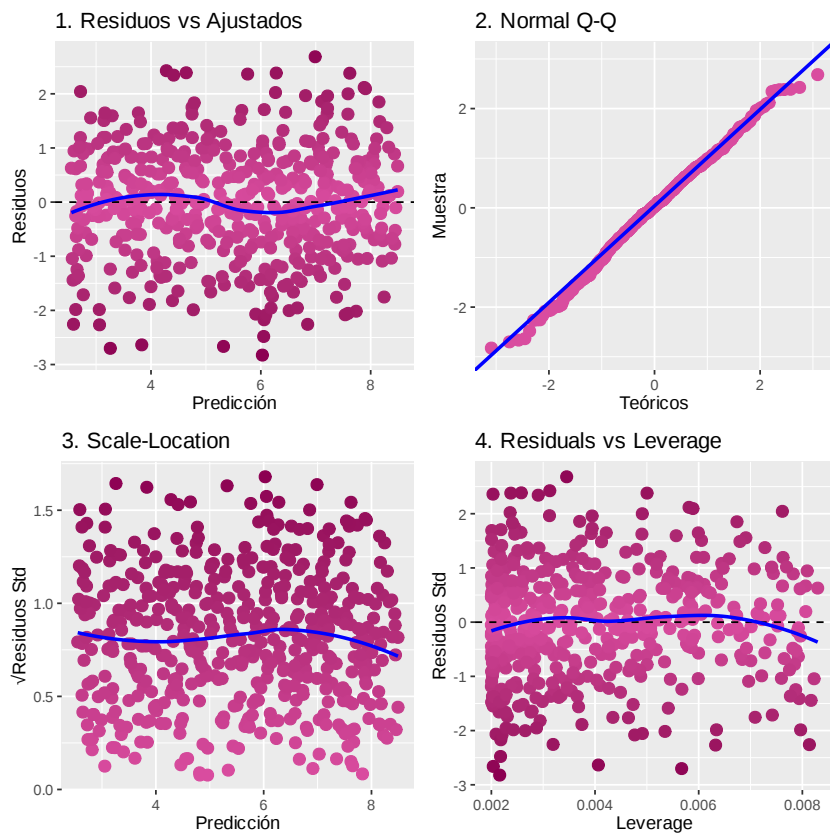 1. Residuos vs Ajustados
2
1
0
-1
-2
-3
Residuos
4
6
8
Predicción
2. Normal Q-Q
2
0
-2
Muestra
-2
0
2
Teóricos
3. Scale-Location
1.5
1.0
0.5
0.0
√Residuos Std
4
6
8
Predicción
4. Residuals vs Leverage
2
1
0
-1
-2
-3
Residuos Std
0.002
0.004
0.006
0.008
Leverage